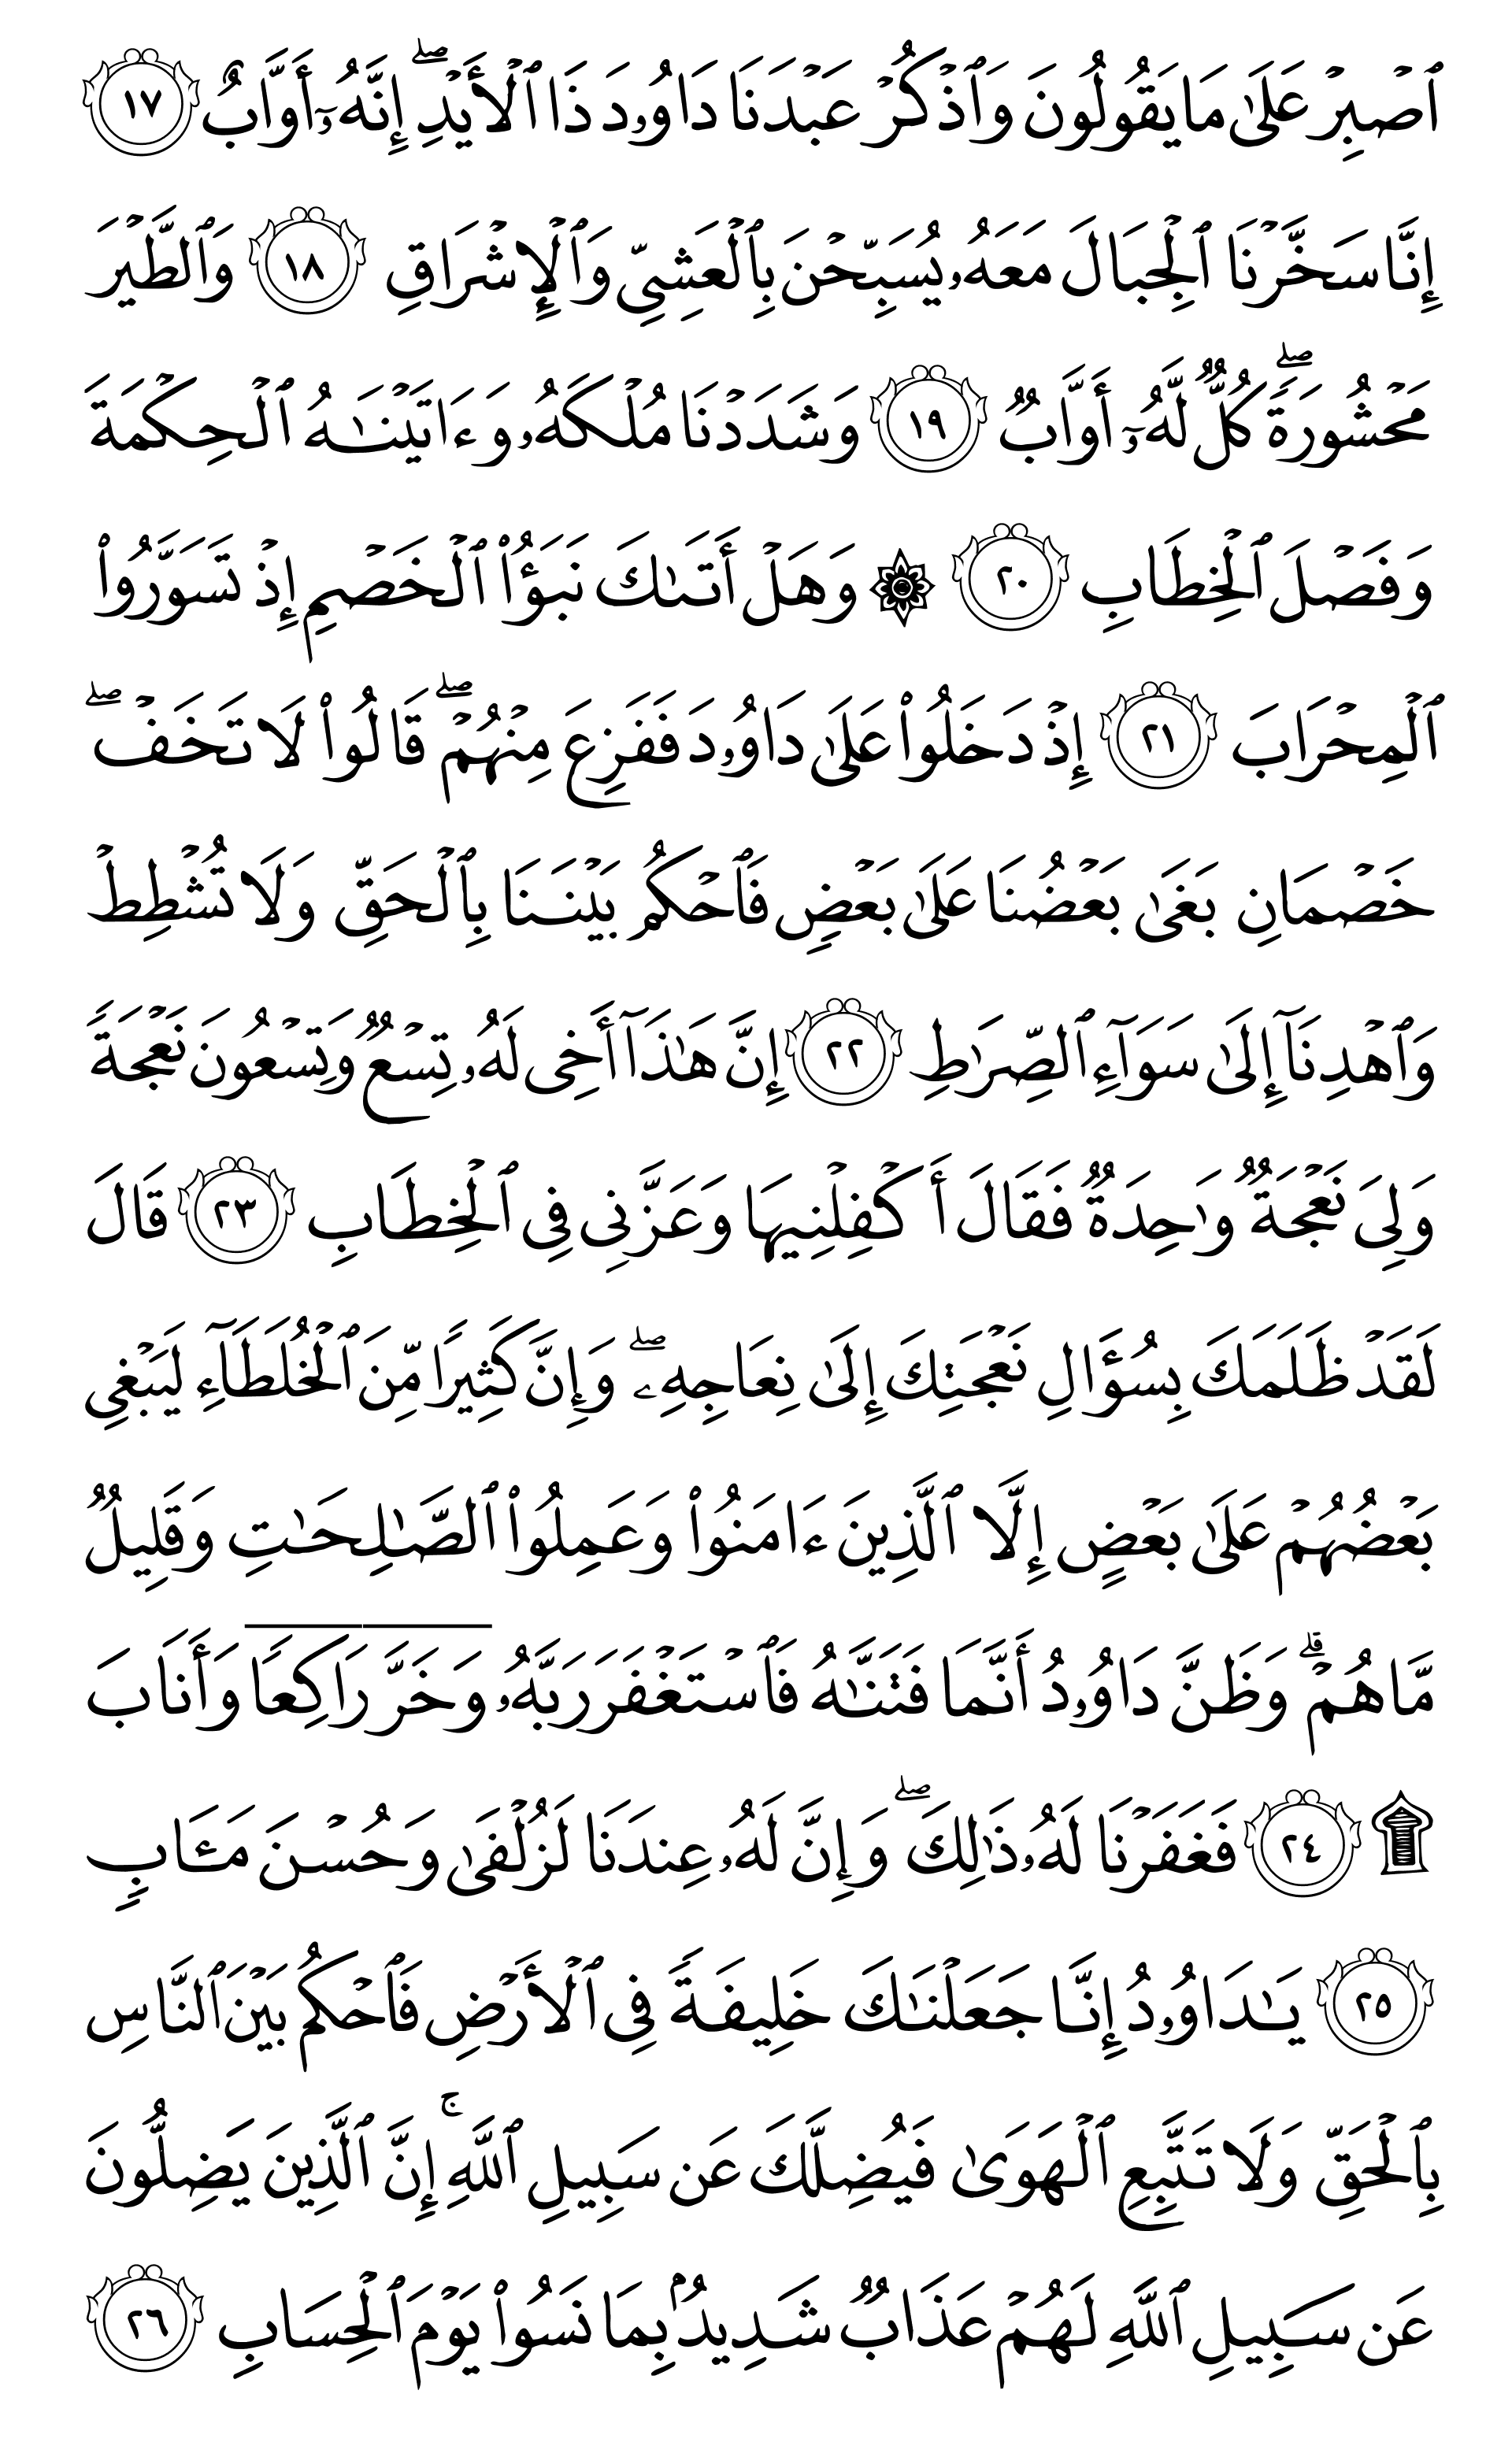 ٱصۡبِرۡ عَلَىٰ مَا يَقُولُونَ وَٱذۡكُرۡ عَبۡدَنَا دَاوُۥدَ ذَا ٱلۡأَيۡدِۖ إِنَّهُۥٓ أَوَّابٌ ١٧
إِنَّا سَخَّرۡنَا ٱلۡجِبَالَ مَعَهُۥ يُسَبِّحۡنَ بِٱلۡعَشِيِّ وَٱلۡإِشۡرَاقِ ١٨ وَٱلطَّيۡرَ
مَحۡشُورَةٗۖ كُلّٞ لَّهُۥٓ أَوَّابٞ ١٩ وَشَدَدۡنَا مُلۡكَهُۥ وَءَاتَيۡنَٰهُ ٱلۡحِكۡمَةَ
وَفَصۡلَ ٱلۡخِطَابِ ٢٠ ۞ وَهَلۡ أَتَىٰكَ نَبَؤُاْ ٱلۡخَصۡمِ إِذۡ تَسَوَّرُواْ
ٱلۡمِحۡرَابَ ٢١ إِذۡ دَخَلُواْ عَلَىٰ دَاوُۥدَ فَفَزِعَ مِنۡهُمۡۖ قَالُواْ لَا تَخَفۡۖ
خَصۡمَانِ بَغَىٰ بَعۡضُنَا عَلَىٰ بَعۡضٖ فَٱحۡكُم بَيۡنَنَا بِٱلۡحَقِّ وَلَا تُشۡطِطۡ
وَٱهۡدِنَآ إِلَىٰ سَوَآءِ ٱلصِّرَٰطِ ٢٢ إِنَّ هَٰذَآ أَخِي لَهُۥ تِسۡعٞ وَتِسۡعُونَ نَعۡجَةٗ
وَلِيَ نَعۡجَةٞ وَٰحِدَةٞ فَقَالَ أَكۡفِلۡنِيهَا وَعَزَّنِي فِي ٱلۡخِطَابِ ٢٣ قَالَ
لَقَدۡ ظَلَمَكَ بِسُؤَالِ نَعۡجَتِكَ إِلَىٰ نِعَاجِهِۦۖ وَإِنَّ كَثِيرٗا مِّنَ ٱلۡخُلَطَآءِ لَيَبۡغِي
بَعۡضُهُمۡ عَلَىٰ بَعۡضٍ إِلَّا ٱلَّذِينَ ءَامَنُواْ وَعَمِلُواْ ٱلصَّٰلِحَٰتِ وَقَلِيلٞ
مَّا هُمۡۗ وَظَنَّ دَاوُۥدُ أَنَّمَا فَتَنَّٰهُ فَٱسۡتَغۡفَرَ رَبَّهُۥ وَخَرَّۤ رَاكِعٗاۤ وَأَنَابَ
۩ ٢٤ فَغَفَرۡنَا لَهُۥ ذَٰلِكَۖ وَإِنَّ لَهُۥ عِندَنَا لَزُلۡفَىٰ وَحُسۡنَ مَـَٔابٖ
٢٥ يَٰدَاوُۥدُ إِنَّا جَعَلۡنَٰكَ خَلِيفَةٗ فِي ٱلۡأَرۡضِ فَٱحۡكُم بَيۡنَ ٱلنَّاسِ
بِٱلۡحَقِّ وَلَا تَتَّبِعِ ٱلۡهَوَىٰ فَيُضِلَّكَ عَن سَبِيلِ ٱللَّهِۚ إِنَّ ٱلَّذِينَ يَضِلُّونَ
عَن سَبِيلِ ٱللَّهِ لَهُمۡ عَذَابٞ شَدِيدُۢ بِمَا نَسُواْ يَوۡمَ ٱلۡحِسَابِ ٢٦